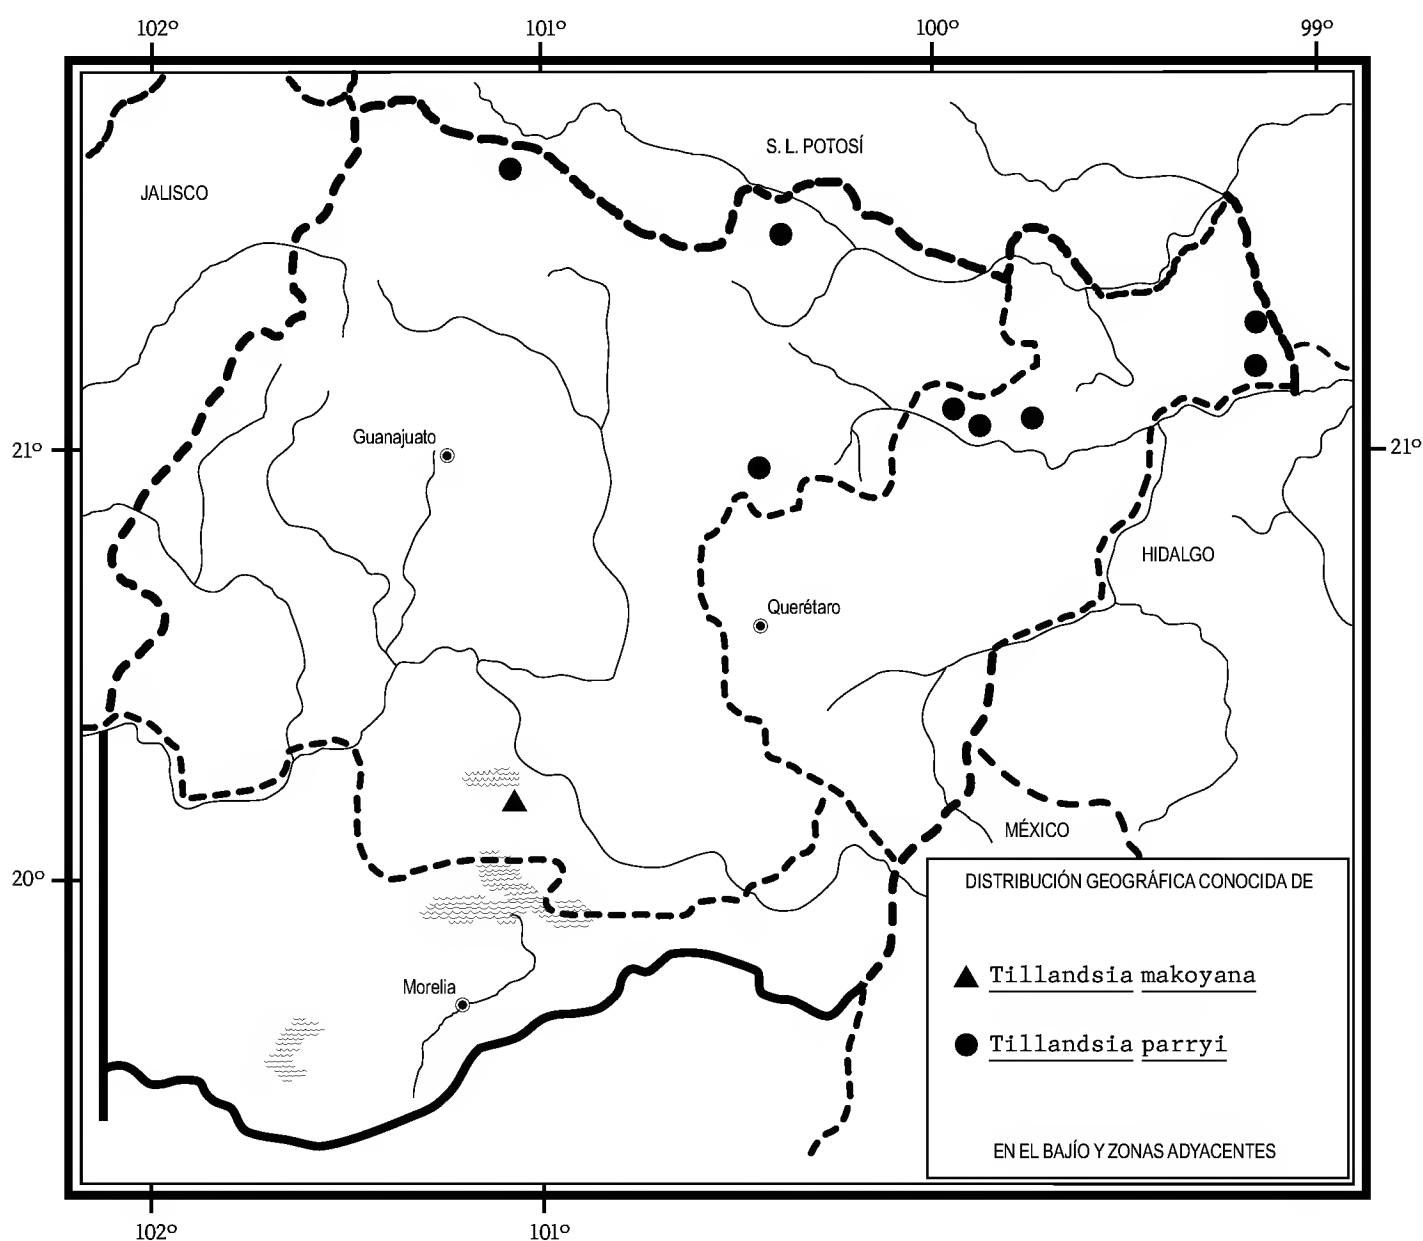 102º 101º 100º 99º
S. L. POTOSÍ
JALISCO
Guanajuato
21º
21º
HIDALGO
Querétaro
MÉXICO
20º
DISTRIBUCIÓN GEOGRÁFICA CONOCIDA DE
Tillandsia makoyana
Morelia
Tillandsia parryi
EN EL BAJÍO Y ZONAS ADYACENTES
102º 101º